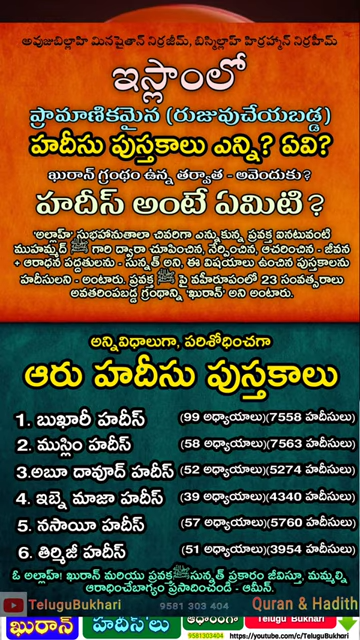 అవుజుబిల్లాహి మినషైతాన్ నిర్రజీమ్, బిస్మిల్లాహ్ హిర్రహ్మాన్ నిర్రహీమ్
ఇస్లాంలో
ప్రామాణికమైన (రుజువుచేయబడ్డ)
హదీసు పుస్తకాలు ఎన్ని? ఏవి?
ఖురాన్ గ్రంథం ఉన్న తర్వాత - అవెందుకు?
హదీస్ అంటే ఏమిటి?
'అల్లాహ్' సుభహానుతాలా చివరిగా ఎన్నుకున్న ప్రవక్త ఐనటువంటి
ముహమ్మద్ ﷺ గారి ద్వారా చూపించిన, నేర్పించిన, ఆచరించిన - జీవన
+ ఆరాధన పద్దతులను - సున్నత్ అని, ఈ విషయాలు ఉంచిన పుస్తకాలను
హదీసులని - అంటారు. ప్రవక్త ﷺ పై వహీరూపంలో 23 సంవత్సరాలు
అవతరింపబడ్డ గ్రంథాన్ని 'ఖురాన్' అని అంటారు.
అన్నివిధాలుగా, పరిశోధించగా
ఆరు హదీసు పుస్తకాలు
1. బుఖారీ హదీస్ (99 అధ్యాయాలు)(7558 హదీసులు)
2. ముస్లిం హదీస్ (58 అధ్యాయాలు)(7563 హదీసులు)
3.అబూ దావూద్ హదీస్ (52 అధ్యాయాలు)(5274 హదీసులు)
4. ఇబ్నె మాజా హదీస్ (39 అధ్యాయాలు)(4340 హదీసులు)
5. నసాయీ హదీస్ (57 అధ్యాయాలు)(5760 హదీసులు)
6. తిర్మిజీ హదీస్ (51 అధ్యాయాలు)(3954 హదీసులు)
ఓ అల్లాహ్! ఖురాన్ మరియు ప్రవక్త ﷺ సున్నత్ ప్రకారం జీవిస్తూ, మమ్మల్ని
ఆరాధించేబాగ్యం ప్రసాదించండి - ఆమీన్.
TeluguBukhari 9581 303 404 Quran & Hadith
ఖురాన్ హదీస్'లు ఆధారంగా Telugu Bukhari
9581303404 https://youtube.com/c/TeluguBukhari